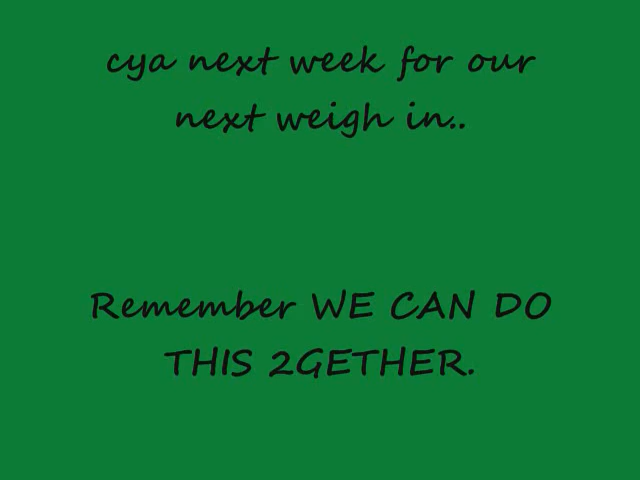 cya next week for our
next weigh in..
Remember WE CAN DO
THIS 2GETHER.